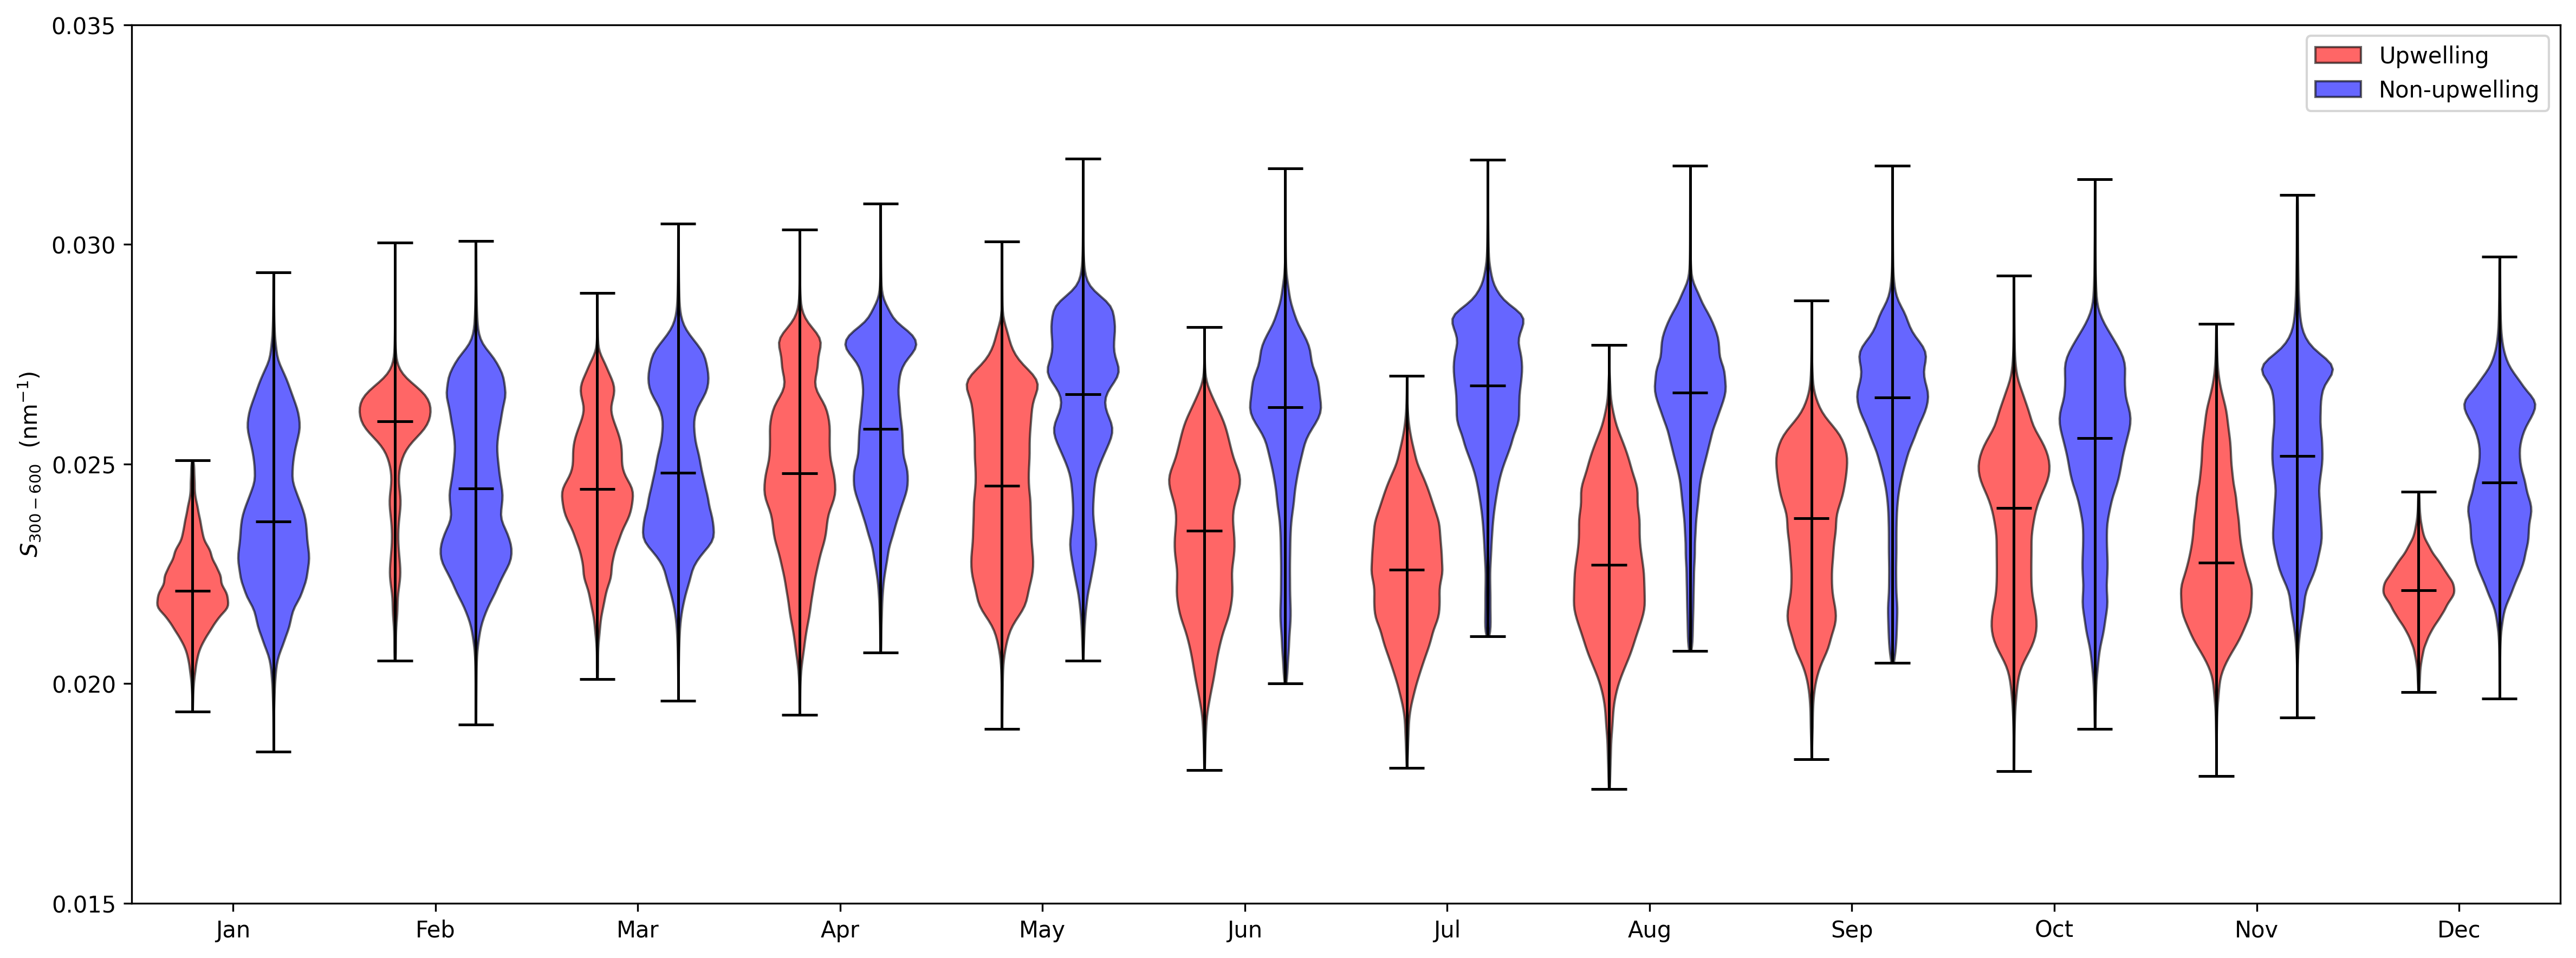 0.035
0.030
0.025
0.020
0.015
S300−600 (nm−1)
Upwelling
Non-upwelling
Jan Feb Mar Apr May Jun Jul Aug Sep Oct Nov Dec